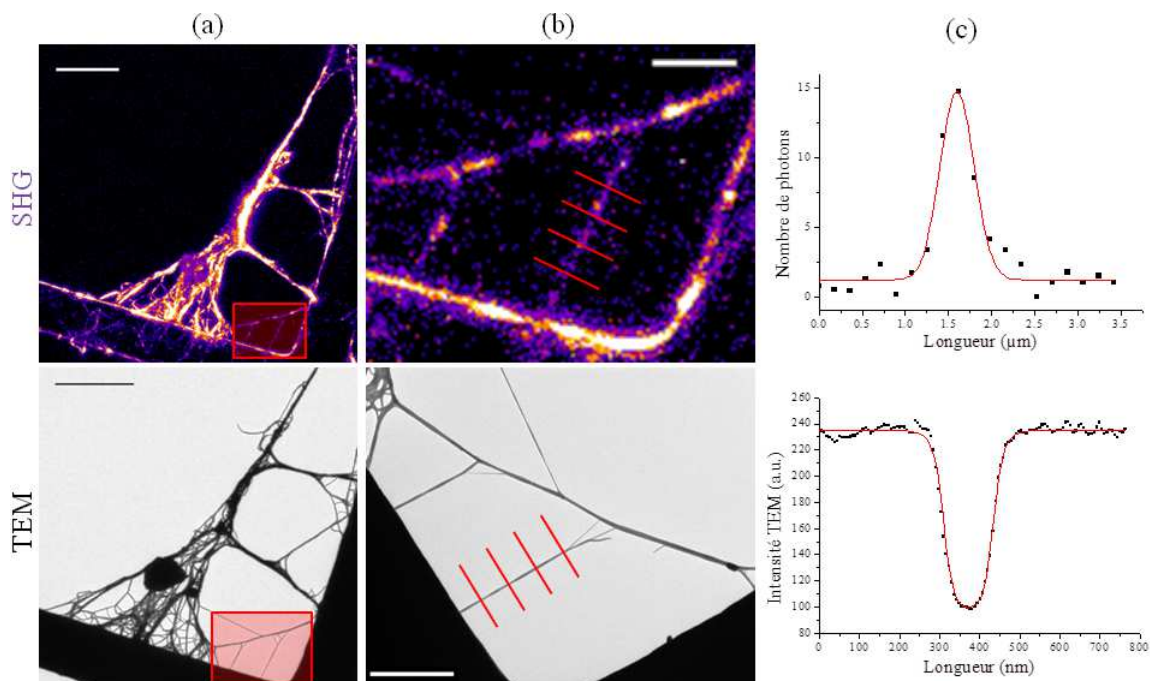 (a)
(b)
(c)
SHG
TEM
15
10
5
0
0.0 0.5 1.0 1.5 2.0 2.5 3.0 3.5
Nombre de photons
Longueur (µm)
260
240
220
200
180
160
140
120
100
80
0 100 200 300 400 500 600 700 800
Intensité TEM (a.u.)
Longueur (nm)